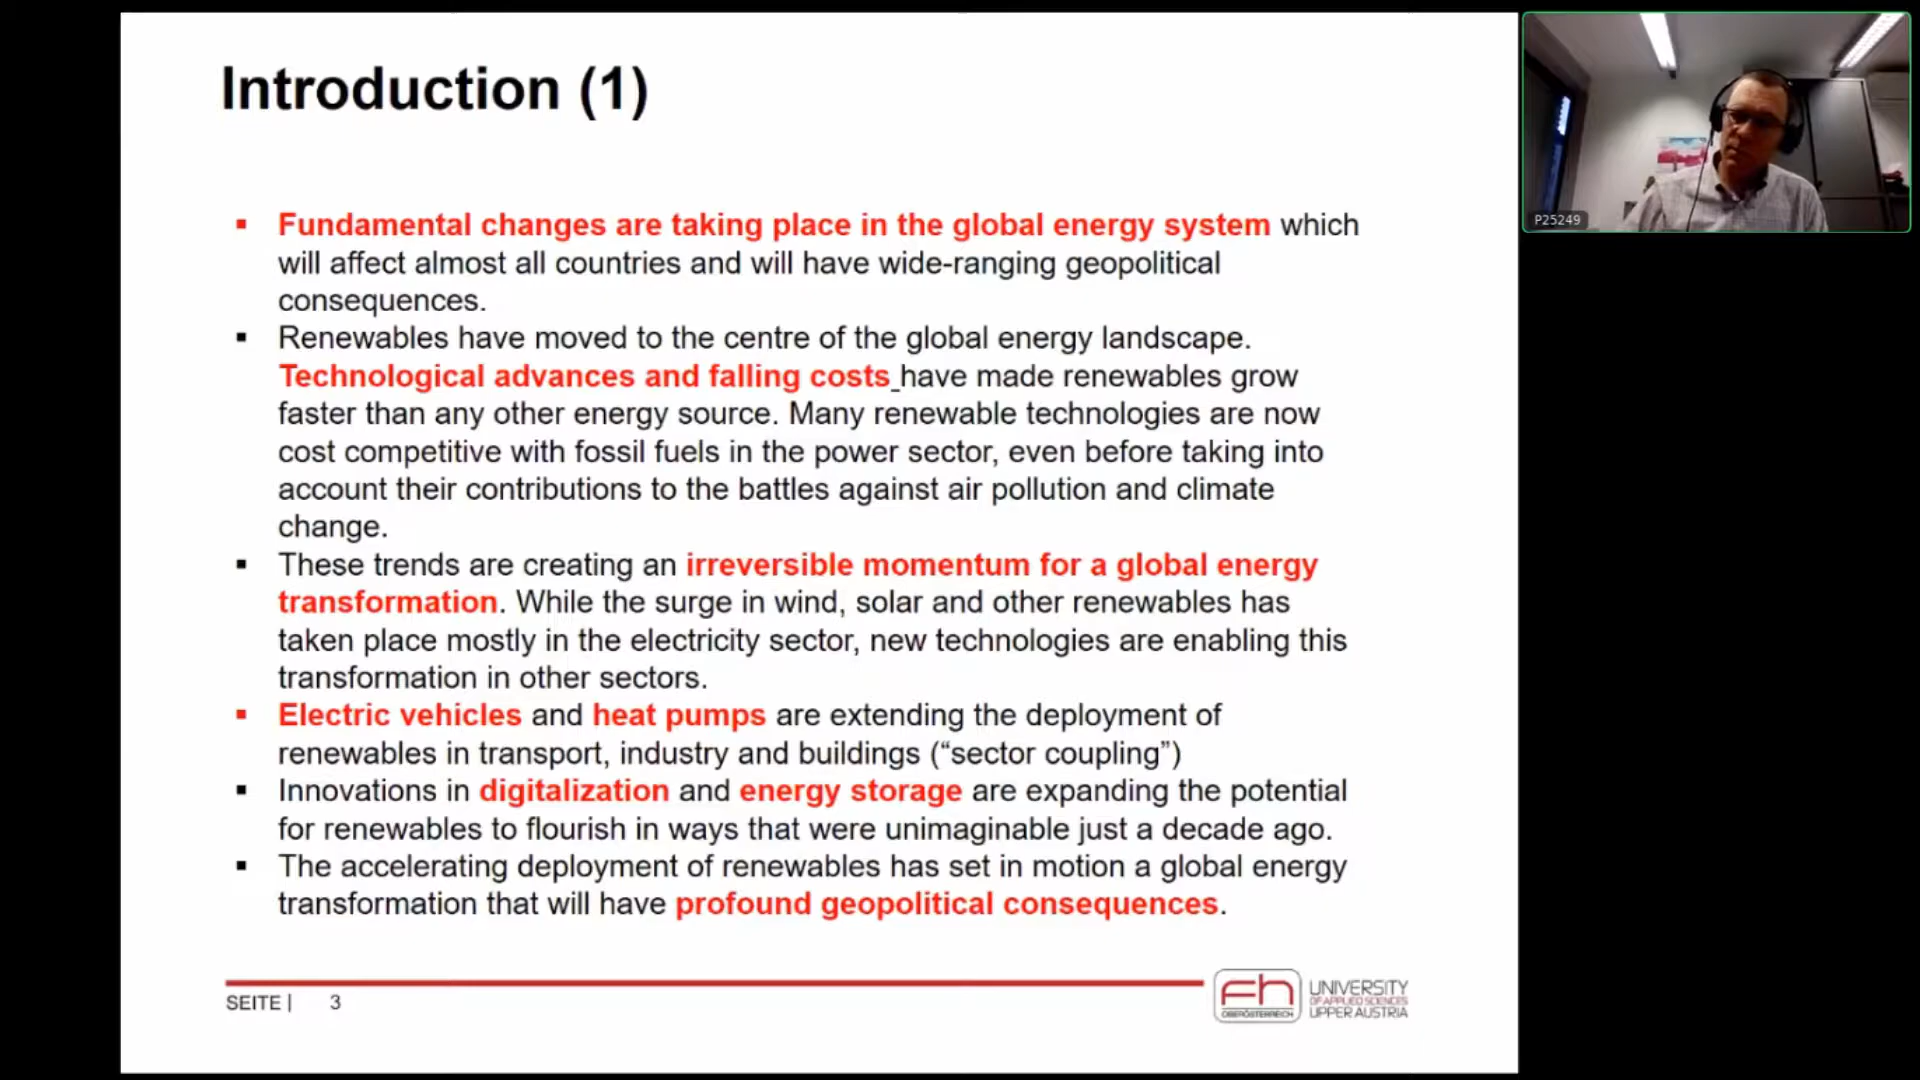 Introduction (1)
▪ Fundamental changes are taking place in the global energy system which
will affect almost all countries and will have wide-ranging geopolitical
consequences.
▪ Renewables have moved to the centre of the global energy landscape.
Technological advances and falling costs have made renewables grow
faster than any other energy source. Many renewable technologies are now
cost competitive with fossil fuels in the power sector, even before taking into
account their contributions to the battles against air pollution and climate
change.
▪ These trends are creating an irreversible momentum for a global energy
transformation. While the surge in wind, solar and other renewables has
taken place mostly in the electricity sector, new technologies are enabling this
transformation in other sectors.
▪ Electric vehicles and heat pumps are extending the deployment of
renewables in transport, industry and buildings (“sector coupling”)
▪ Innovations in digitalization and energy storage are expanding the potential
for renewables to flourish in ways that were unimaginable just a decade ago.
▪ The accelerating deployment of renewables has set in motion a global energy
transformation that will have profound geopolitical consequences.
SEITE | 3
fh
OBERÖSTERREICH
UNIVERSITY
OF APPLIED SCIENCES
UPPER AUSTRIA
P25249